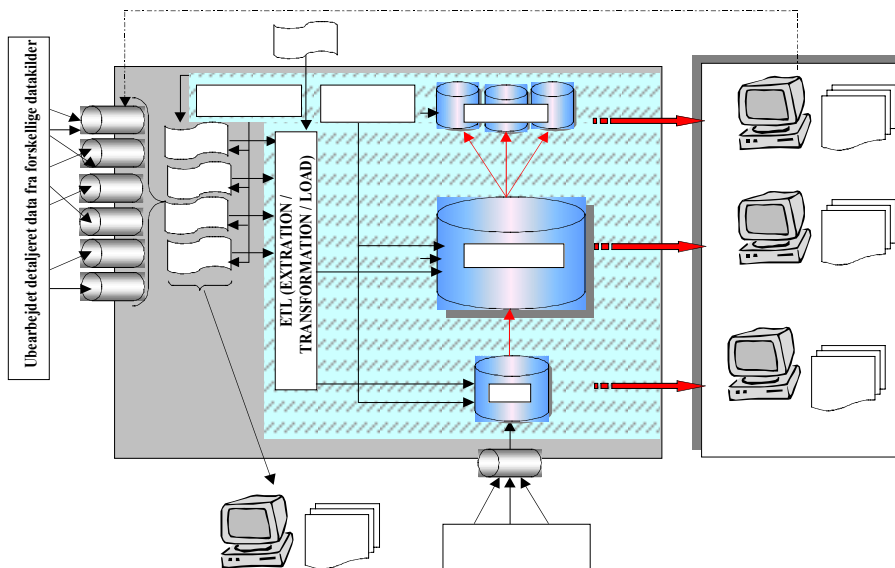 Ubearbejdet detaljeret data fra forskellige datakilder
ETL (EXTRATION /
TRANSFORMATION / LOAD)